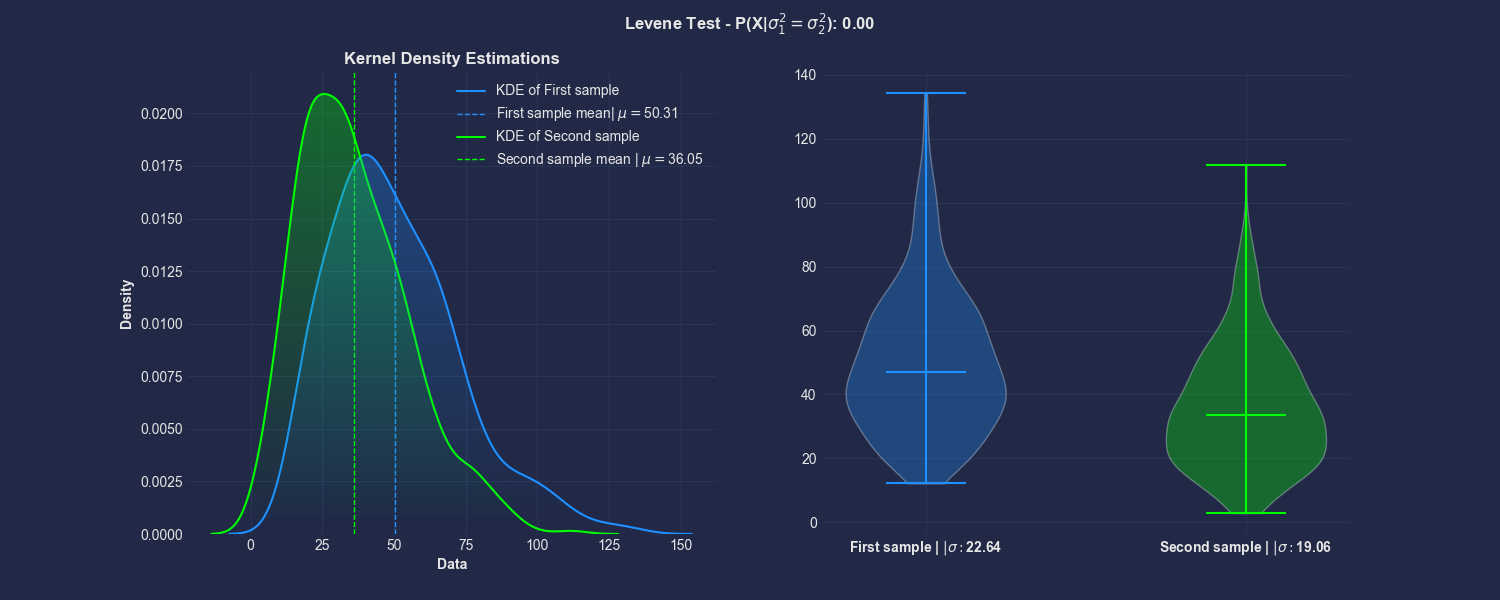 Levene Test - P(X|σ₁² = σ₂²): 0.00
Kernel Density Estimations
KDE of First sample
First sample mean| μ = 50.31
KDE of Second sample
Second sample mean | μ = 36.05
0.0200
0.0175
0.0150
0.0125
0.0100
0.0075
0.0050
0.0025
0.0000
Density
0 25 50 75 100 125 150
Data
140
120
100
80
60
40
20
0
First sample | |σ : 22.64
Second sample | |σ : 19.06